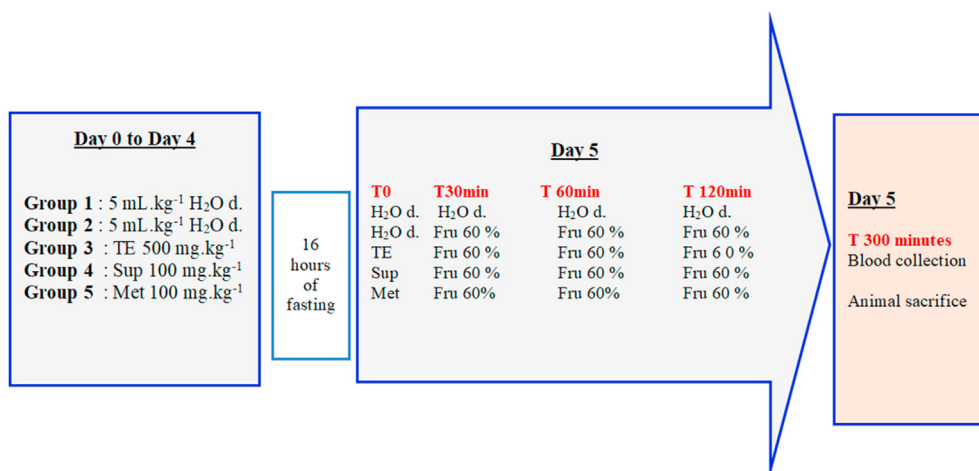 Day 0 to Day 4
Group 1 : 5 mL.kg⁻¹ H₂O d.
Group 2 : 5 mL.kg⁻¹ H₂O d.
Group 3 : TE 500 mg.kg⁻¹
Group 4 : Sup 100 mg.kg⁻¹
Group 5 : Met 100 mg.kg⁻¹
16
hours
of
fasting
Day 5
T0 T30min T 60min T 120min
H₂O d. H₂O d. H₂O d. H₂O d.
H₂O d. Fru 60 % Fru 60 % Fru 60 %
TE Fru 60 % Fru 60 % Fru 6 0 %
Sup Fru 60 % Fru 60 % Fru 60 %
Met Fru 60% Fru 60% Fru 60 %
Day 5
T 300 minutes
Blood collection
Animal sacrifice